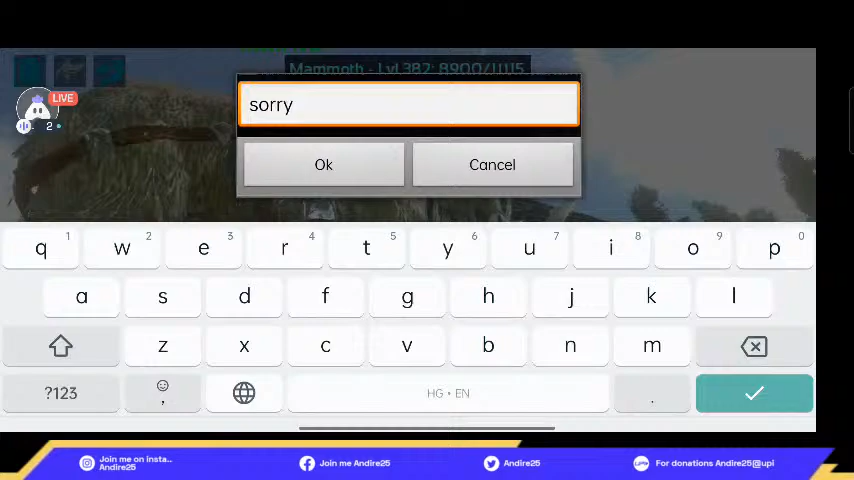 Mammoth - Lvl 382: 8900/11115
LIVE
2
sorry
Ok
Cancel
q 1 w 2 e 3 r 4 t 5 y 6 u 7 i 8 o 9 p 0
a s d f g h j k l
z x c v b n m
?123 , HG • EN .
Join me on insta..
Andire25
Join me Andire25
Andire25
For donations Andire25@upi